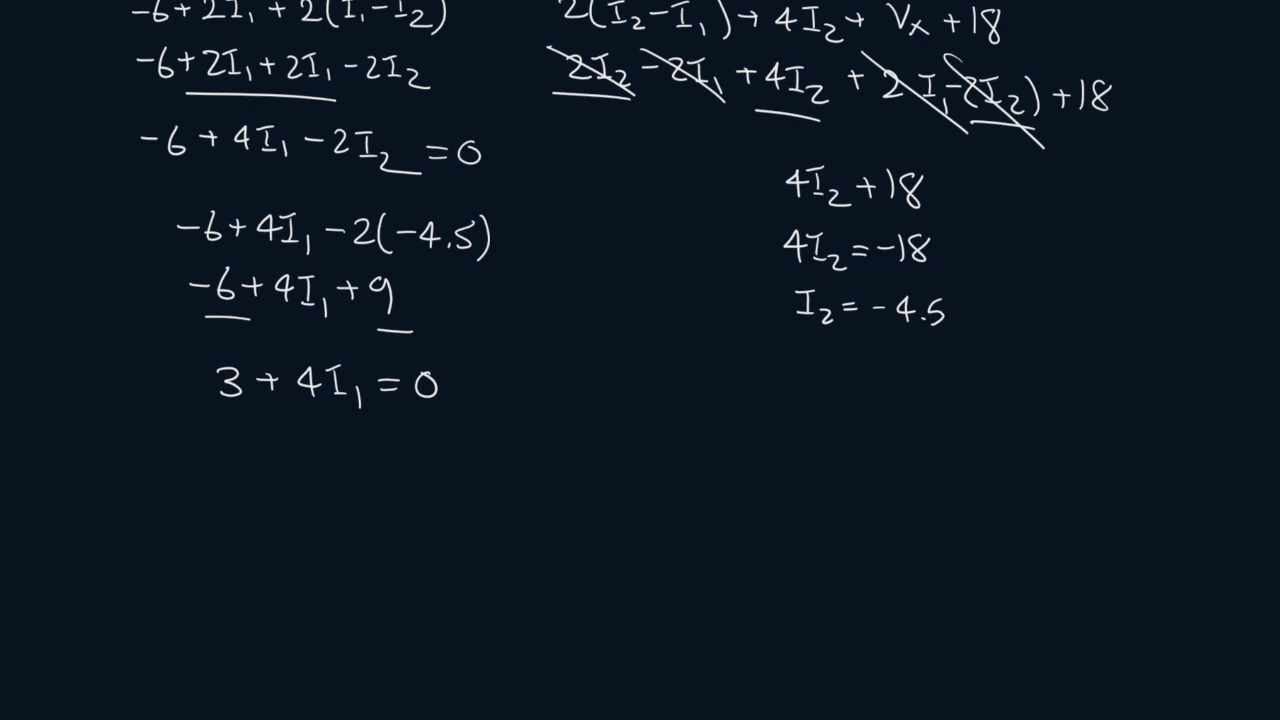 -6+2I₁+2(I₁-I₂)
-6+2I₁+2I₁-2I₂
-6+4I₁-2I₂=0
-6+4I₁-2(-4.5)
-6+4I₁+9
3+4I₁=0
2(I₂-I₁)+4I₂+Vx+18
2I₂-2I₁+4I₂+2I₁-2I₂)+18
4I₂+18
4I₂=-18
I₂=-4.5